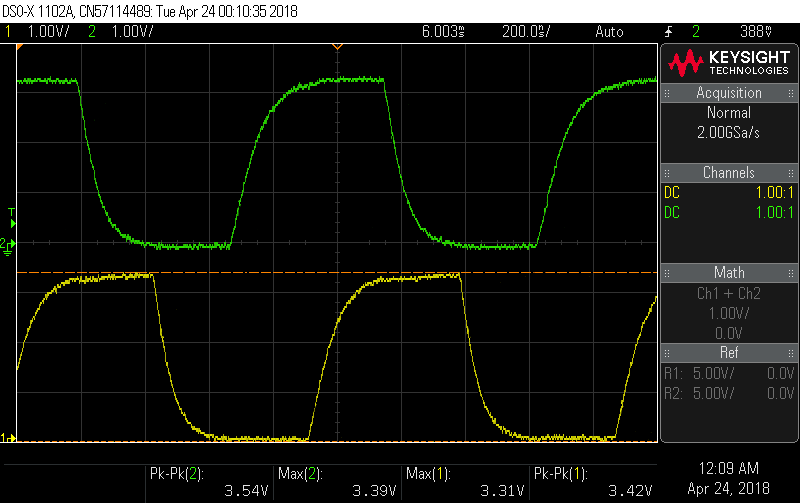 DSO-X 1102A, CN57114489: Tue Apr 24 00:10:35 2018
1 1.00V/ 2 1.00V/ 6.003s 200.0s/ Auto 2 388V
KEYSIGHT
TECHNOLOGIES
Acquisition
Normal
2.00GSa/s
Channels
DC 1.00:1
DC 1.00:1
T
2
Math
Ch1 + Ch2
1.00V/
0.0V
Ref
R1: 5.00V/ 0.0V
R2: 5.00V/ 0.0V
1
Pk-Pk(2): Max(2): Max(1): Pk-Pk(1):
3.54V 3.39V 3.31V 3.42V
12:09 AM
Apr 24, 2018